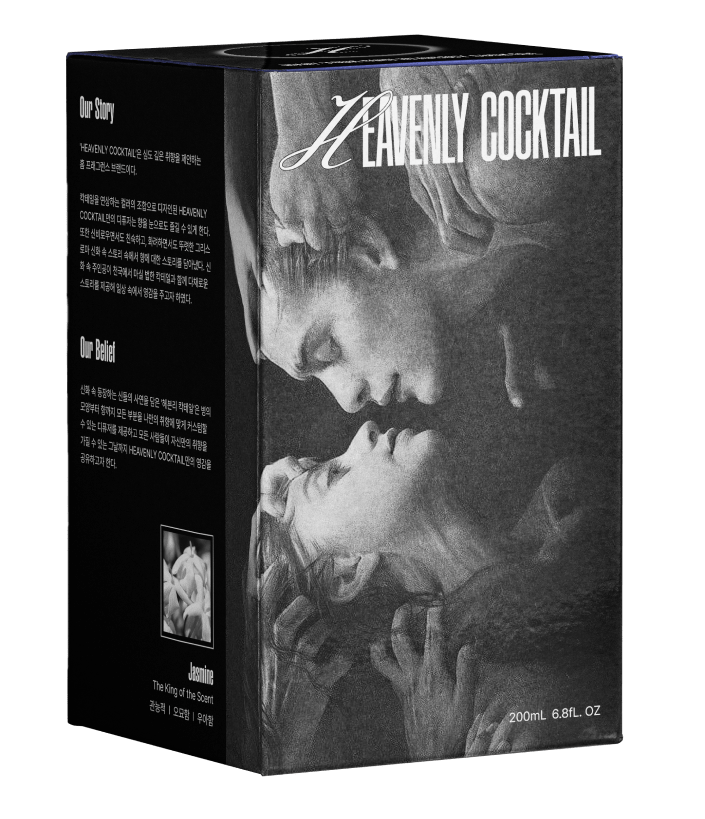 Our Story
'HEAVENLY COCKTAIL'은 심도 깊은 취향을 제안하는
홈 프레그런스 브랜드이다.
칵테일을 연상하는 컬러의 조합으로 디자인된 HEAVENLY
COCKTAIL만의 디퓨저는 향을 눈으로도 즐길 수 있게 한다.
또한 신비로우면서도 친숙하고, 화려하면서도 뚜렷한 그리스
로마 신화 속 스토리 속에서 향해 대한 스토리를 담아냈다. 신
화 속 주인공이 천국에서 마실 법한 칵테일과 함께 다채로운
스토리를 제공해 일상 속에서 영감을 주고자 하였다.
Our Belief
신화 속 등장하는 신들의 사연을 담은 '헤븐리 칵테일'은 병의
모양부터 향까지 모든 부분을 나만의 취향에 맞게 커스텀할
수 있는 디퓨저를 제공하고 모든 사람들이 자신만의 취향을
가질 수 있는 그날까지 HEAVENLY COCKTAIL만의 영감을
공유하고자 한다.
Jasmine
The King of the Scent
관능적 | 오묘함 | 우아함
HEAVENLY COCKTAIL
200mL 6.8fL. OZ